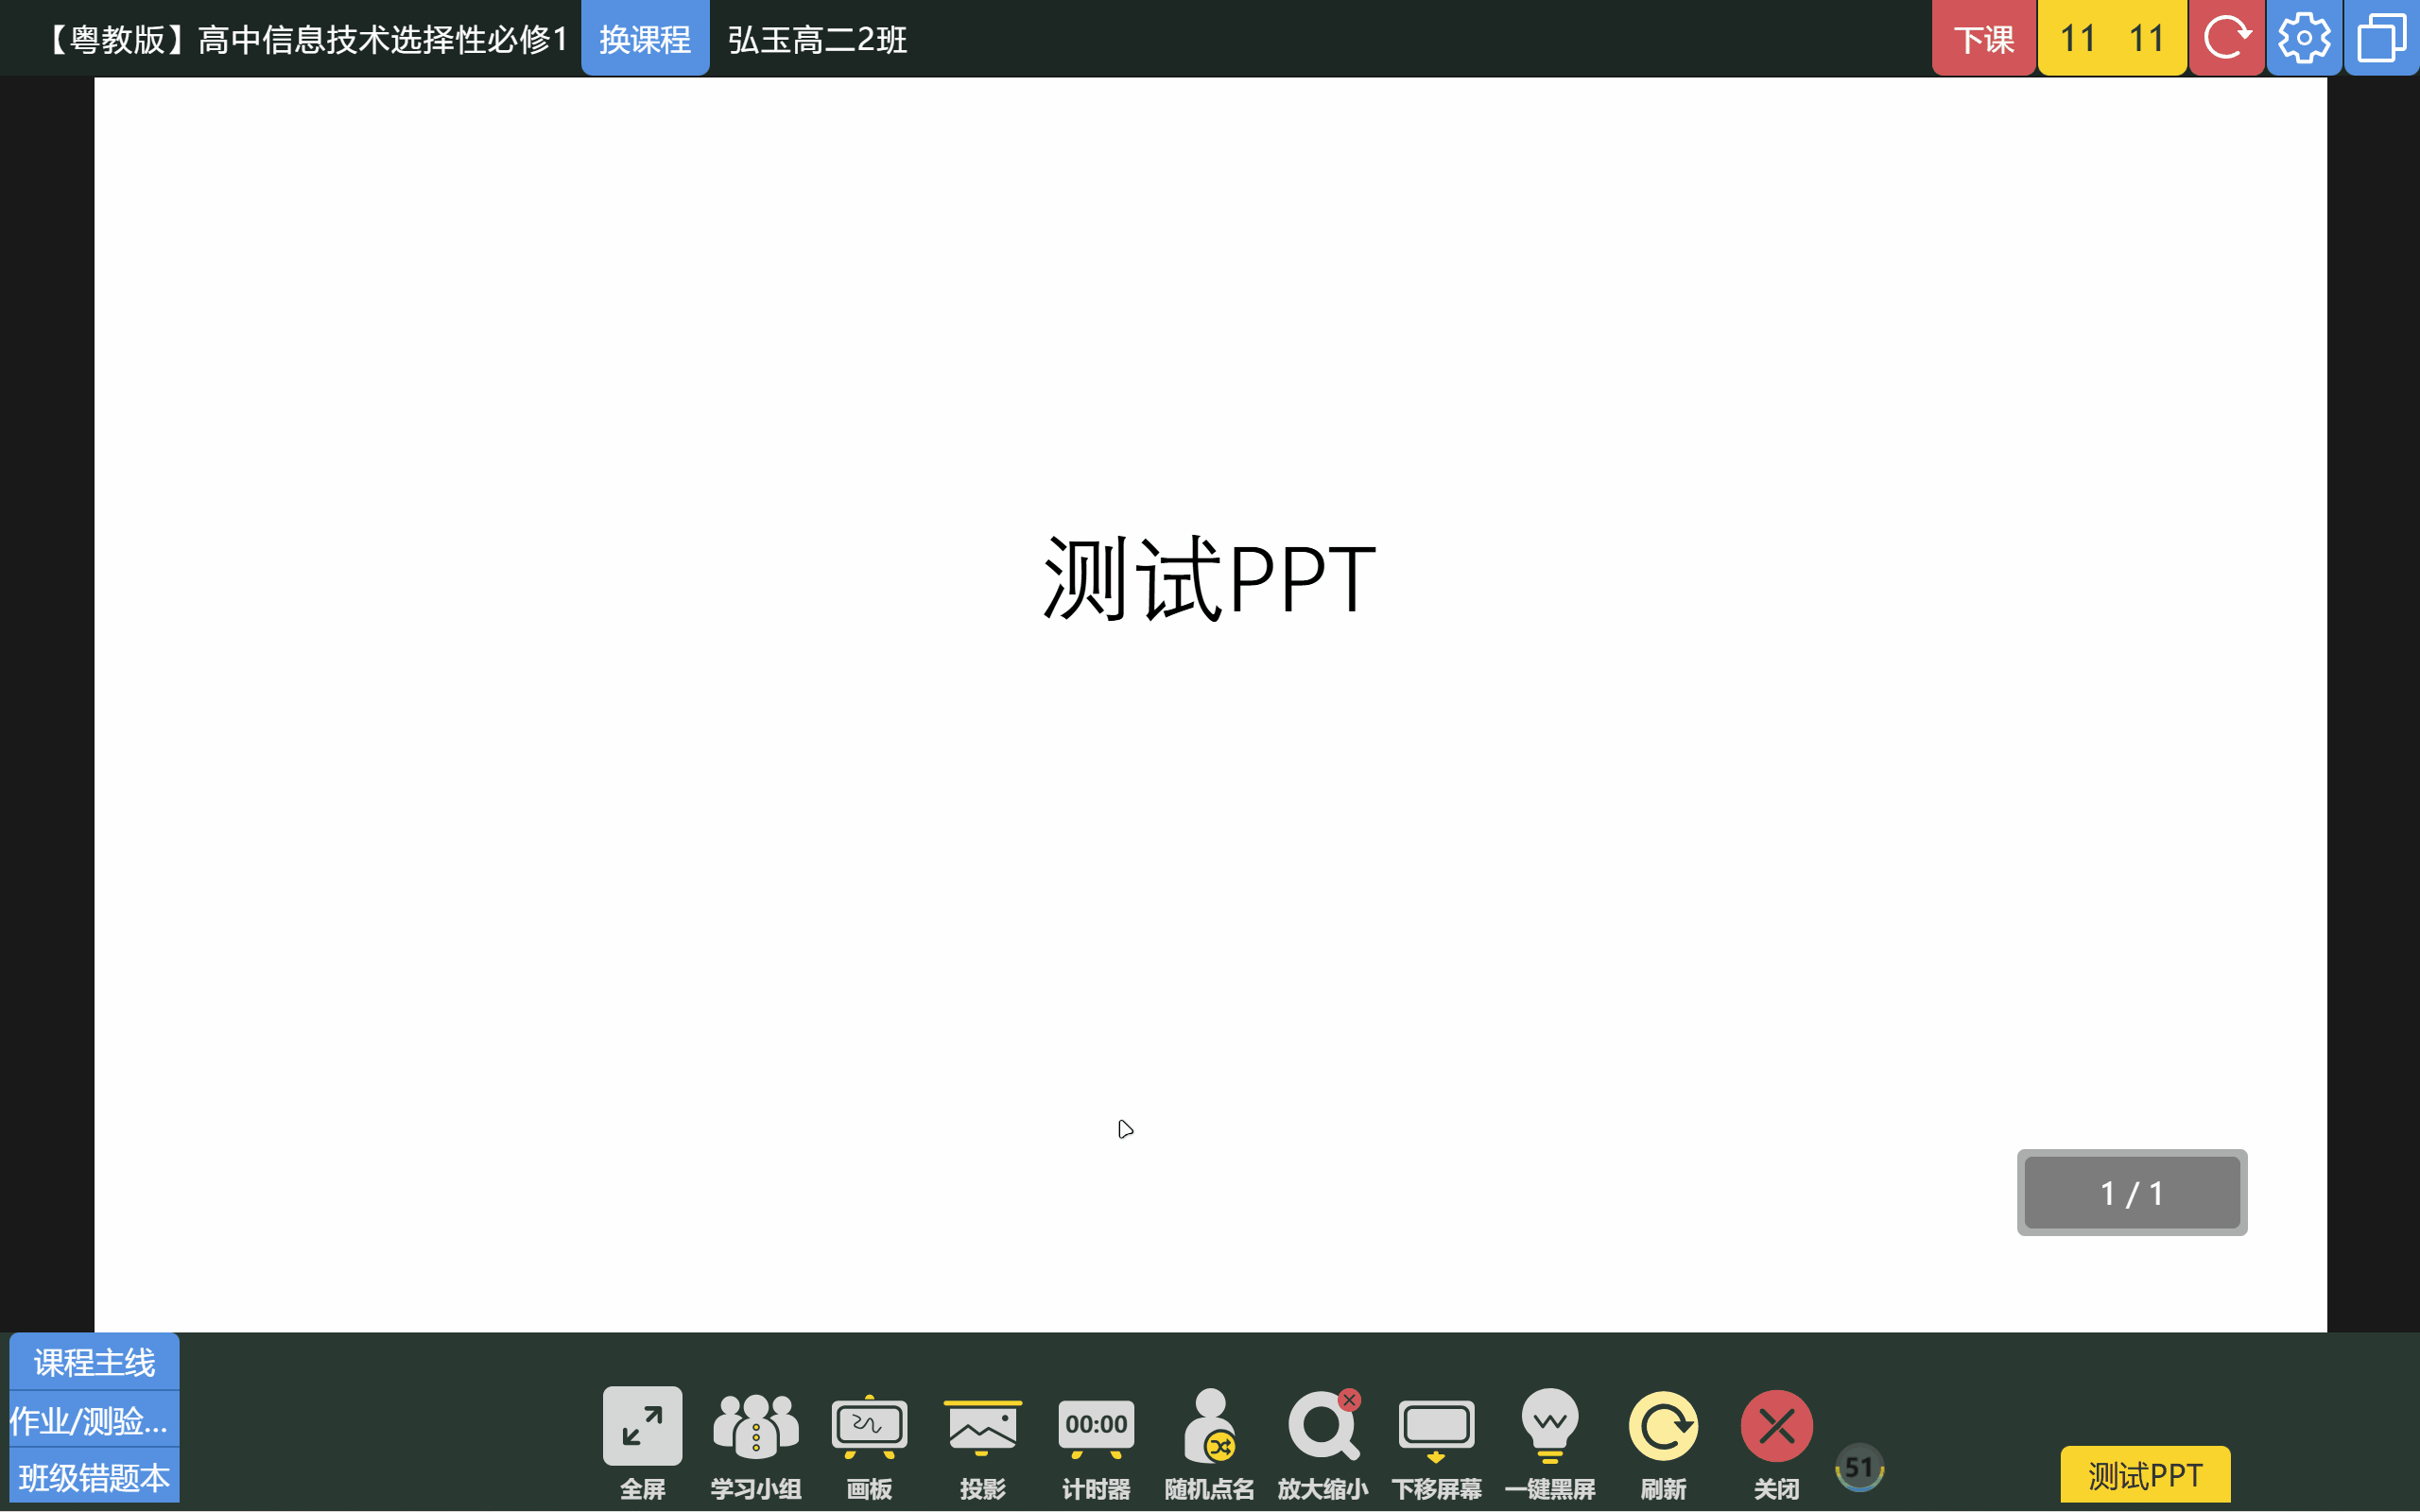 【粤教版】高中信息技术选择性必修1 换课程 弘玉高二2班 下课 11 11
测试PPT
1 / 1
课程主线
作业/测验...
班级错题本
00:00
全屏 学习小组 画板 投影 计时器 随机点名 放大缩小 下移屏幕 一键黑屏 刷新 关闭
51
测试PPT